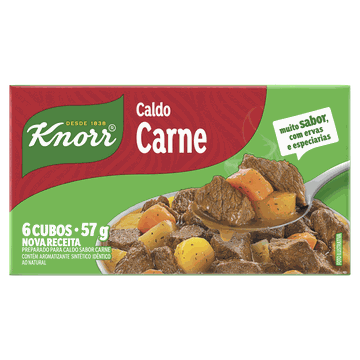 DESDE 1838
Knorr®
Caldo
Carne
muito sabor,
com ervas
e especiarias
6 CUBOS • 57 g
NOVA RECEITA
PREPARADO PARA CALDO SABOR CARNE
CONTÉM AROMATIZANTE SINTÉTICO IDÊNTICO
AO NATURAL